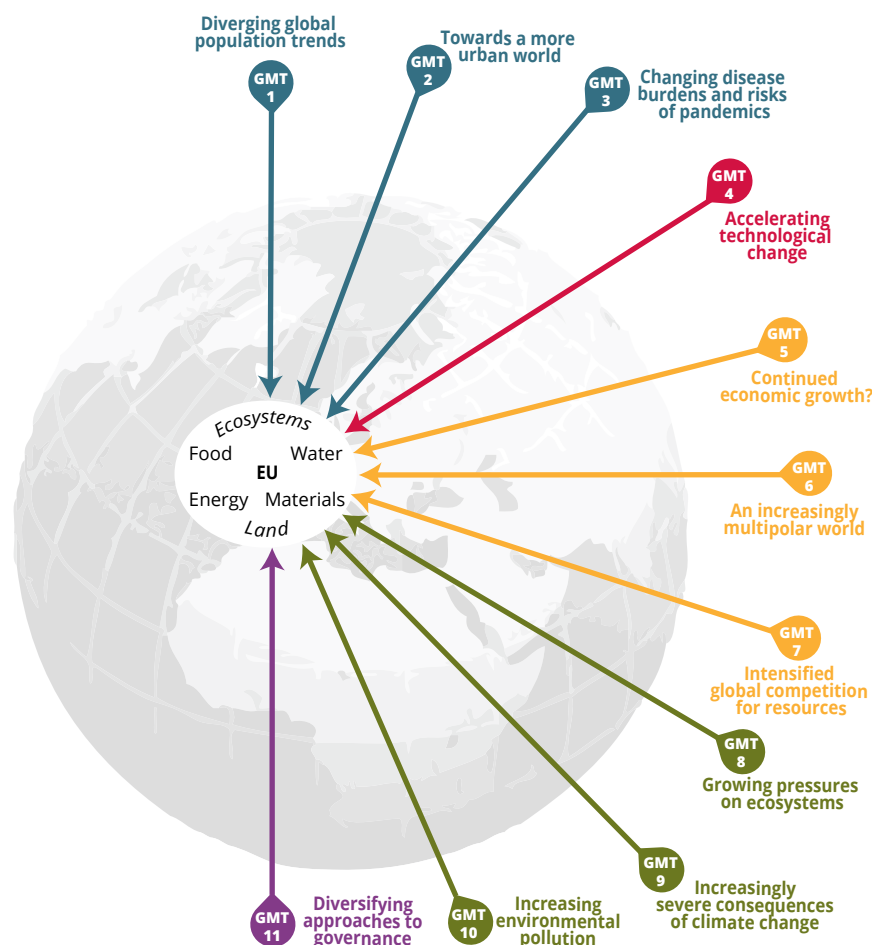 Diverging global
population trends
GMT
1
Towards a more
urban world
GMT
2
Changing disease
burdens and risks
of pandemics
GMT
3
GMT
4
Accelerating
technological
change
GMT
5
Continued
economic growth?
GMT
6
An increasingly
multipolar world
GMT
7
Intensified
global competition
for resources
GMT
8
Growing pressures
on ecosystems
GMT
9
Increasingly
severe consequences
of climate change
GMT
10
Increasing
environmental
pollution
GMT
11
Diversifying
approaches to
governance
Ecosystems
Food Water
EU
Energy Materials
Land